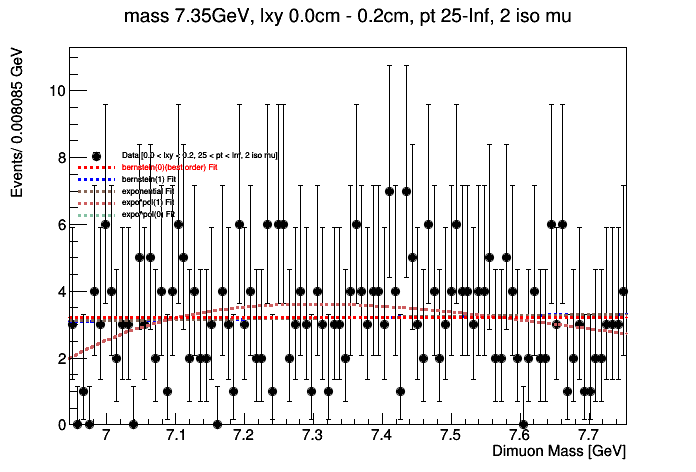 mass 7.35GeV, lxy 0.0cm - 0.2cm, pt 25-Inf, 2 iso mu
Events/ 0.008085 GeV
10
8
6
4
2
0
Data [0.0 < lxy < 0.2, 25 < pt < Inf, 2 iso mu]
bernstein(0)(best order) Fit
bernstein(1) Fit
exponential Fit
expo*pol(1) Fit
expo*pol(0) Fit
7 7.1 7.2 7.3 7.4 7.5 7.6 7.7
Dimuon Mass [GeV]